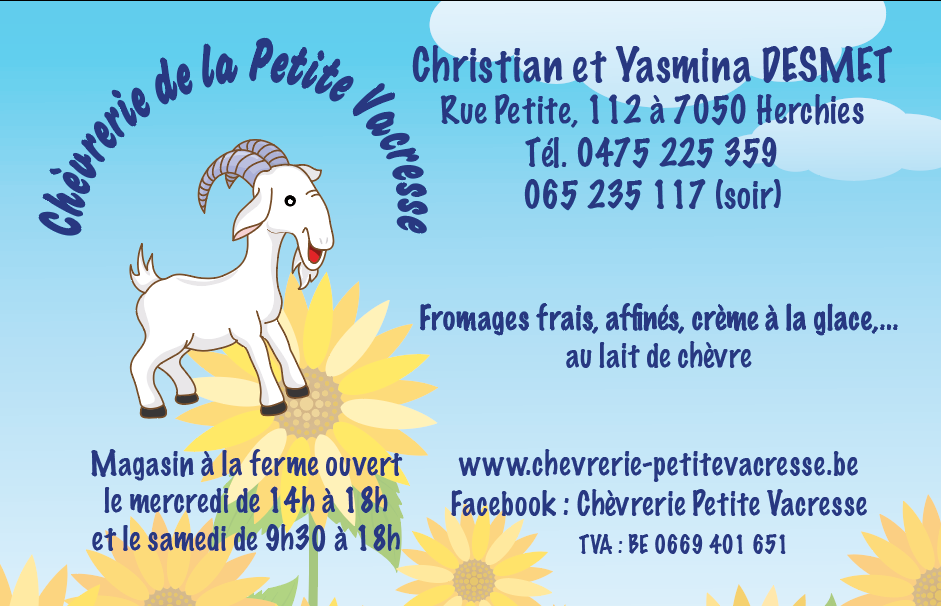 Chèvrerie de la Petite Vacresse
Christian et Yasmina DESMET
Rue Petite, 112 à 7050 Herchies
Tél. 0475 225 359
065 235 117 (soir)
Fromages frais, affinés, crème à la glace,...
au lait de chèvre
Magasin à la ferme ouvert
le mercredi de 14h à 18h
et le samedi de 9h30 à 18h
www.chevrerie-petitevacresse.be
Facebook : Chèvrerie Petite Vacresse
TVA : BE 0669 401 651